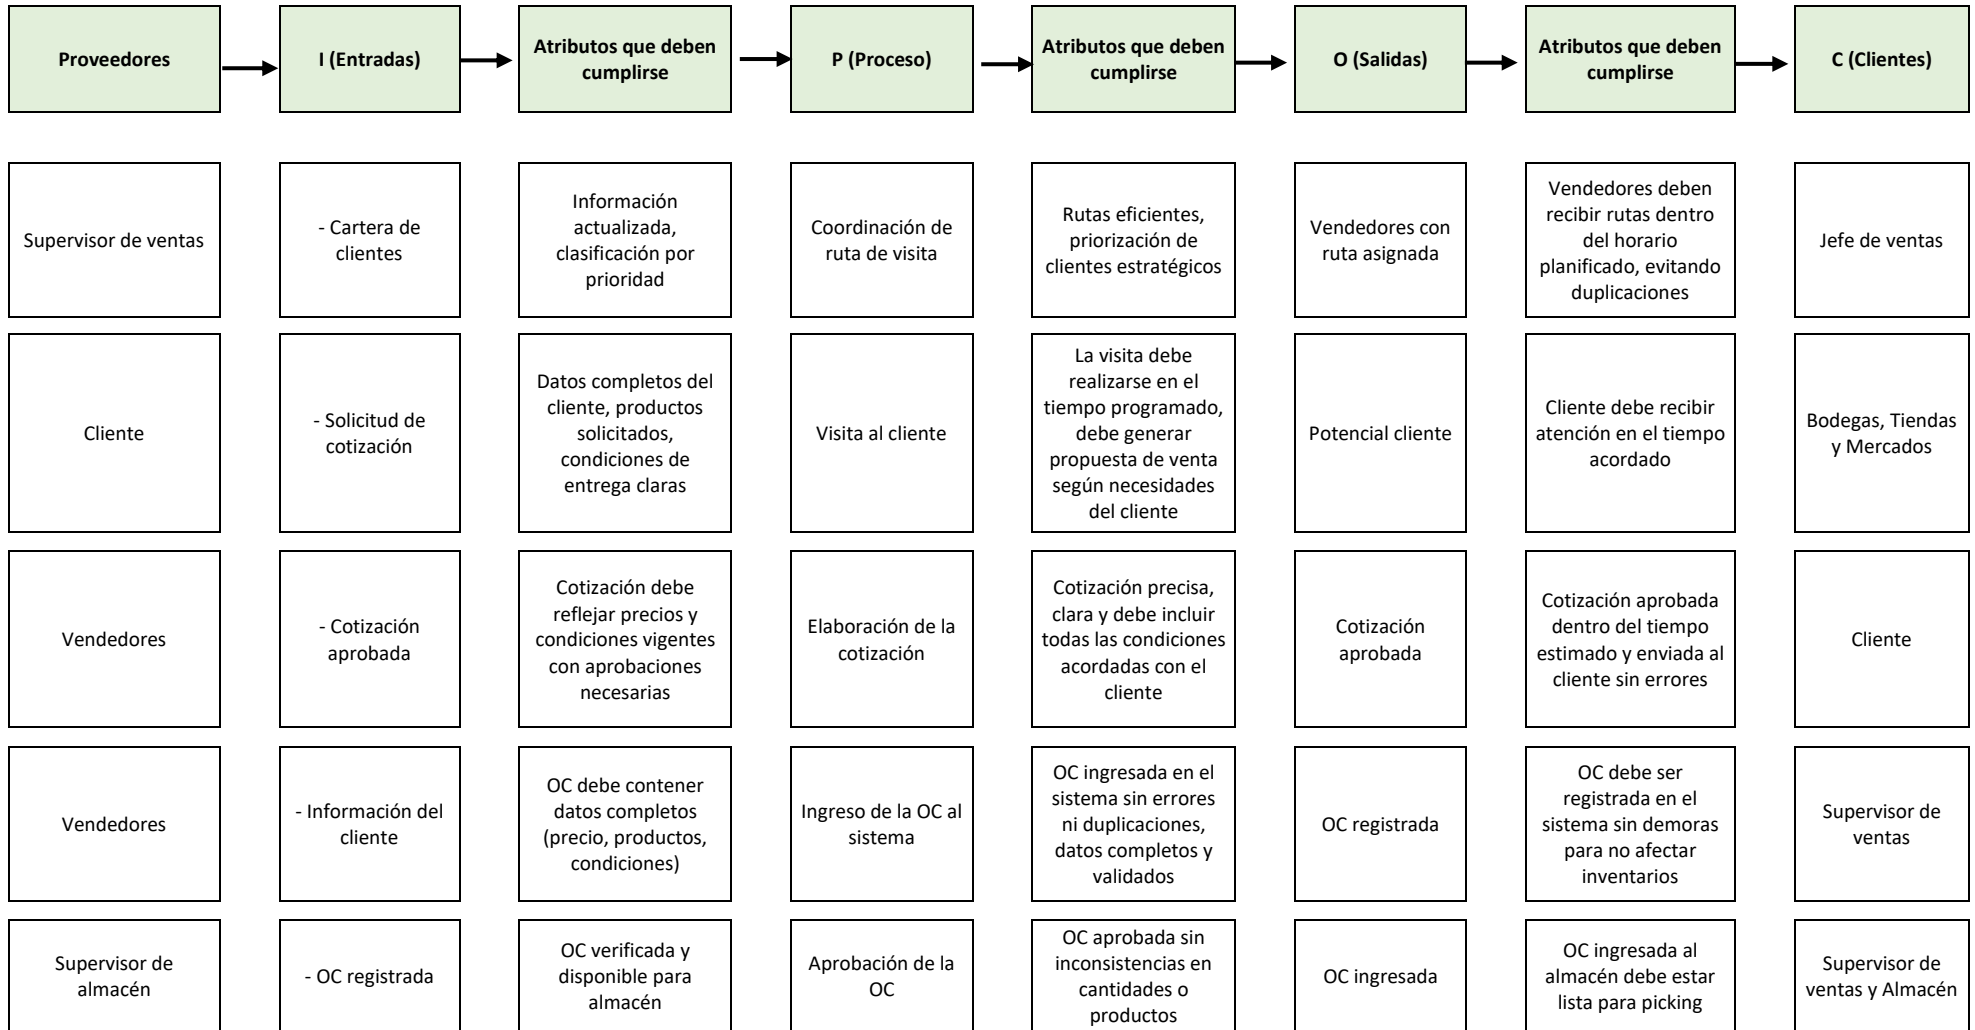 Proveedores
I (Entradas)
Atributos que deben
cumplirse
P (Proceso)
Atributos que deben
cumplirse
O (Salidas)
Atributos que deben
cumplirse
C (Clientes)
Supervisor de ventas
- Cartera de
clientes
Información
actualizada,
clasificación por
prioridad
Coordinación de
ruta de visita
Rutas eficientes,
priorización de
clientes estratégicos
Vendedores con
ruta asignada
Vendedores deben
recibir rutas dentro
del horario
planificado, evitando
duplicaciones
Jefe de ventas
Cliente
- Solicitud de
cotización
Datos completos del
cliente, productos
solicitados,
condiciones de
entrega claras
Visita al cliente
La visita debe
realizarse en el
tiempo programado,
debe generar
propuesta de venta
según necesidades
del cliente
Potencial cliente
Cliente debe recibir
atención en el tiempo
acordado
Bodegas, Tiendas
y Mercados
Vendedores
- Cotización
aprobada
Cotización debe
reflejar precios y
condiciones vigentes
con aprobaciones
necesarias
Elaboración de la
cotización
Cotización precisa,
clara y debe incluir
todas las condiciones
acordadas con el
cliente
Cotización
aprobada
Cotización aprobada
dentro del tiempo
estimado y enviada al
cliente sin errores
Cliente
Vendedores
- Información del
cliente
OC debe contener
datos completos
(precio, productos,
condiciones)
Ingreso de la OC al
sistema
OC ingresada en el
sistema sin errores
ni duplicaciones,
datos completos y
validados
OC registrada
OC debe ser
registrada en el
sistema sin demoras
para no afectar
inventarios
Supervisor de
ventas
Supervisor de
almacén
- OC registrada
OC verificada y
disponible para
almacén
Aprobación de la
OC
OC aprobada sin
inconsistencias en
cantidades o
productos
OC ingresada
OC ingresada al
almacén debe estar
lista para picking
Supervisor de
ventas y Almacén